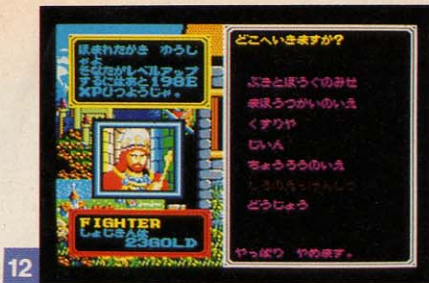 ほまれたかき ゆうし
ゃよ
そなたがレベルアップ
するにはあと198E
XPひつようじゃ。
FIGHTER
しょじきんは
23GOLD
どこへいきますか?
ぶきとぼうぐのみせ
まほうつかいのいえ
くすりや
じいん
ちょうろうのいえ
どうじょう
やっぱり やめます。
12